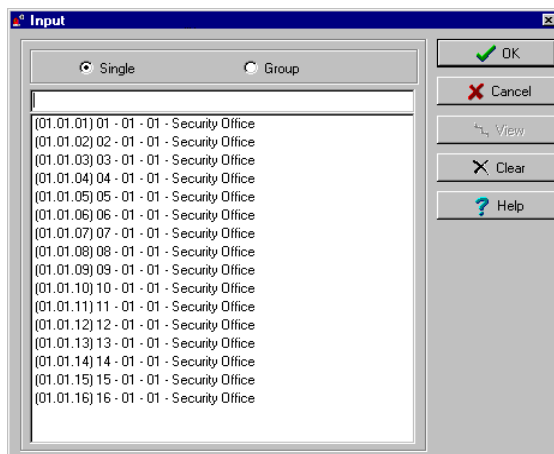 Input
Single
Group
(01.01.01) 01 - 01 - 01 - Security Office
(01.01.02) 02 - 01 - 01 - Security Office
(01.01.03) 03 - 01 - 01 - Security Office
(01.01.04) 04 - 01 - 01 - Security Office
(01.01.05) 05 - 01 - 01 - Security Office
(01.01.06) 06 - 01 - 01 - Security Office
(01.01.07) 07 - 01 - 01 - Security Office
(01.01.08) 08 - 01 - 01 - Security Office
(01.01.09) 09 - 01 - 01 - Security Office
(01.01.10) 10 - 01 - 01 - Security Office
(01.01.11) 11 - 01 - 01 - Security Office
(01.01.12) 12 - 01 - 01 - Security Office
(01.01.13) 13 - 01 - 01 - Security Office
(01.01.14) 14 - 01 - 01 - Security Office
(01.01.15) 15 - 01 - 01 - Security Office
(01.01.16) 16 - 01 - 01 - Security Office
OK
Cancel
View
Clear
Help